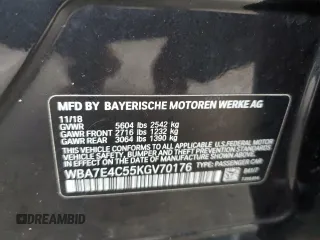 MFD BY BAYERISCHE MOTOREN WERKE AG
11/18
GVWR 5604 lbs 2542 kg
GAWR FRONT 2716 lbs 1232 kg
GAWR REAR 3064 lbs 1390 kg
THIS VEHICLE CONFORMS TO ALL APPLICABLE U.S. FEDERAL
MOTOR VEHICLE SAFETY, BUMPER, AND THEFT PREVENTION STANDARDS
IN EFFECT ON THE DATE OF MANUFACTURE SHOWN ABOVE.
WBA7E4C55KGV70176 TYPE: PASSENGER CAR
DREAMBID